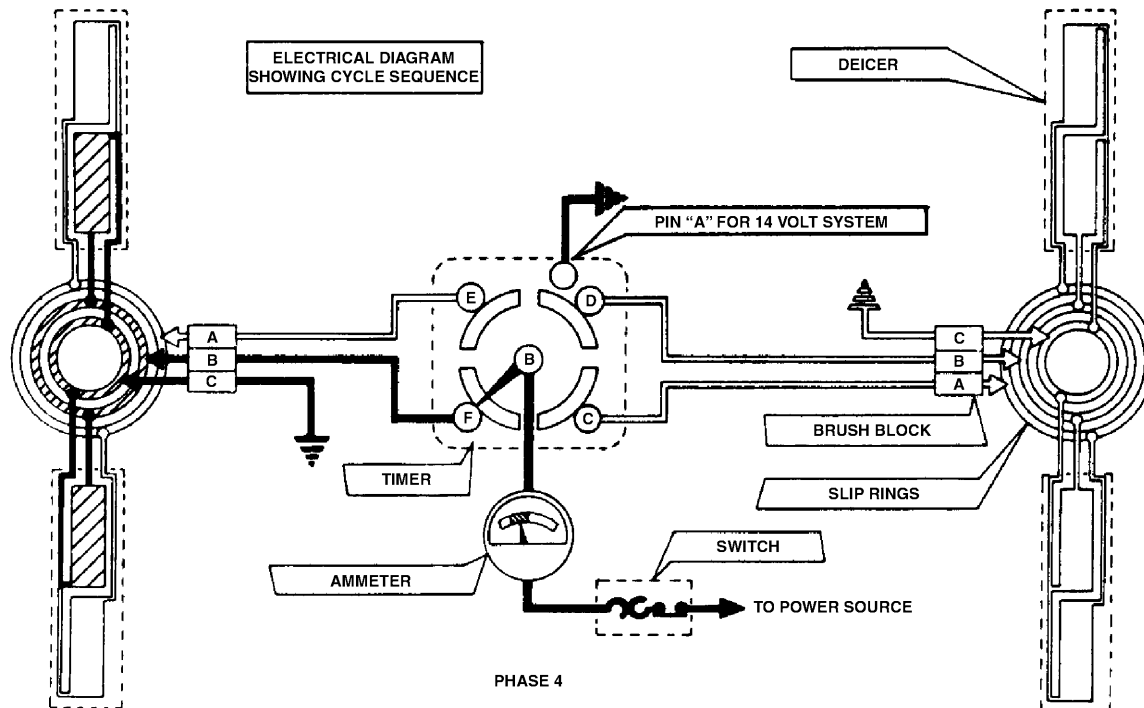 ELECTRICAL DIAGRAM
SHOWING CYCLE SEQUENCE
DEICER
PIN "A" FOR 14 VOLT SYSTEM
E
D
A
B
C
B
C
B
A
F
C
BRUSH BLOCK
TIMER
SLIP RINGS
SWITCH
AMMETER
TO POWER SOURCE
PHASE 4